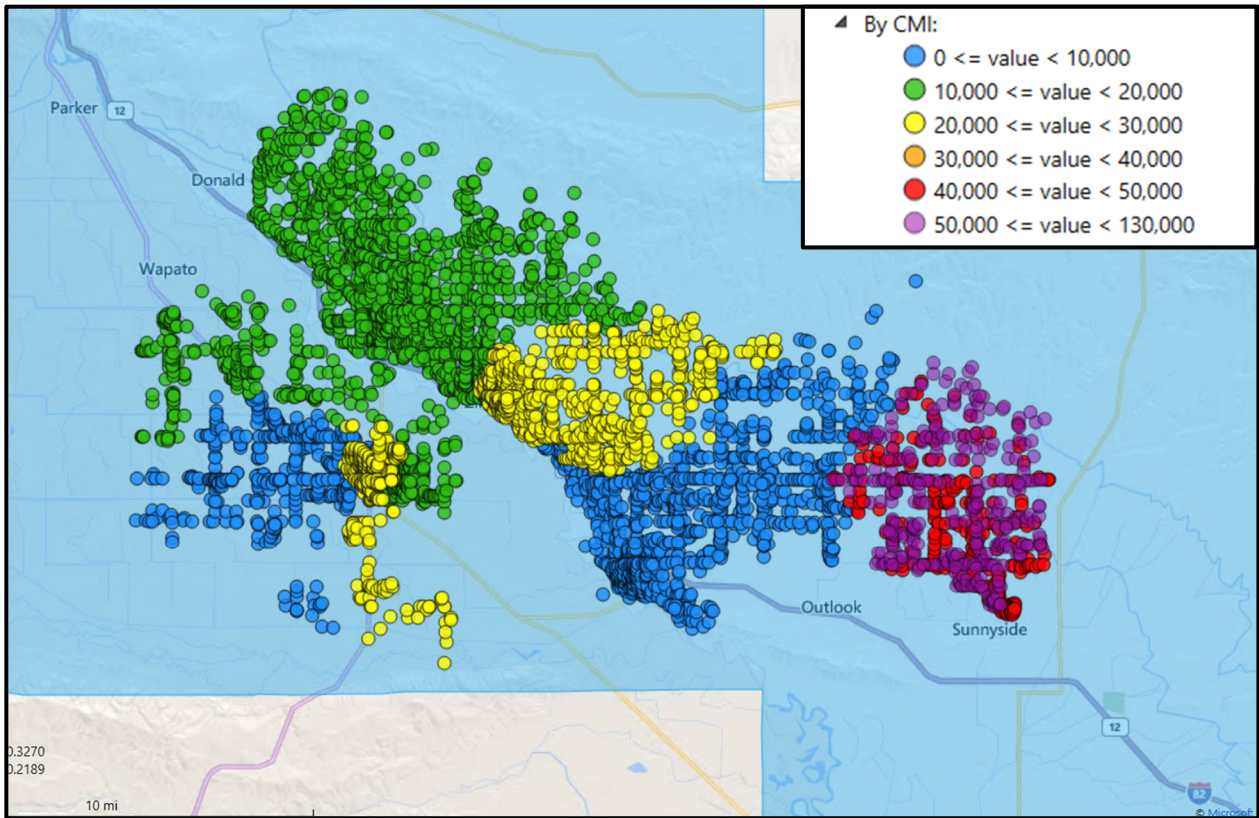 By CMI:
0 <= value < 10,000
10,000 <= value < 20,000
20,000 <= value < 30,000
30,000 <= value < 40,000
40,000 <= value < 50,000
50,000 <= value < 130,000
Parker
12
Donald
Wapato
Outlook
Sunnyside
12
0.3270
0.2189
10 mi
82
© Microsoft